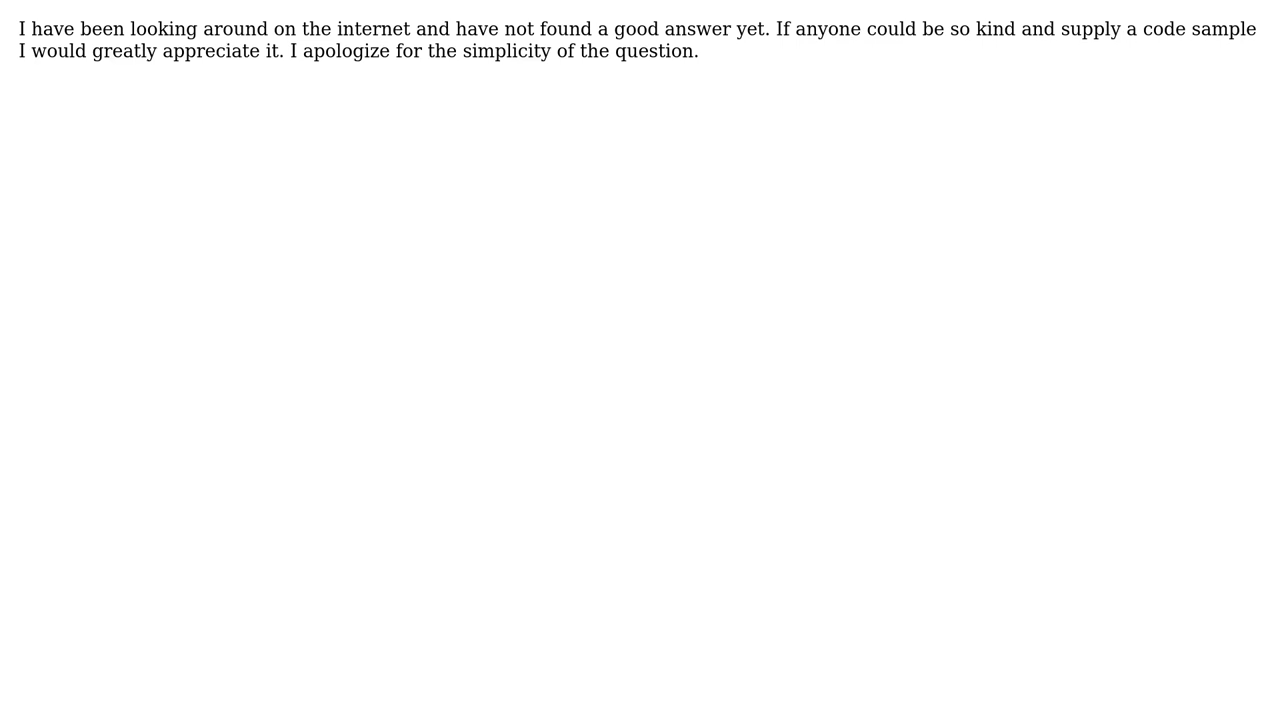 I have been looking around on the internet and have not found a good answer yet. If anyone could be so kind and supply a code sample
I would greatly appreciate it. I apologize for the simplicity of the question.